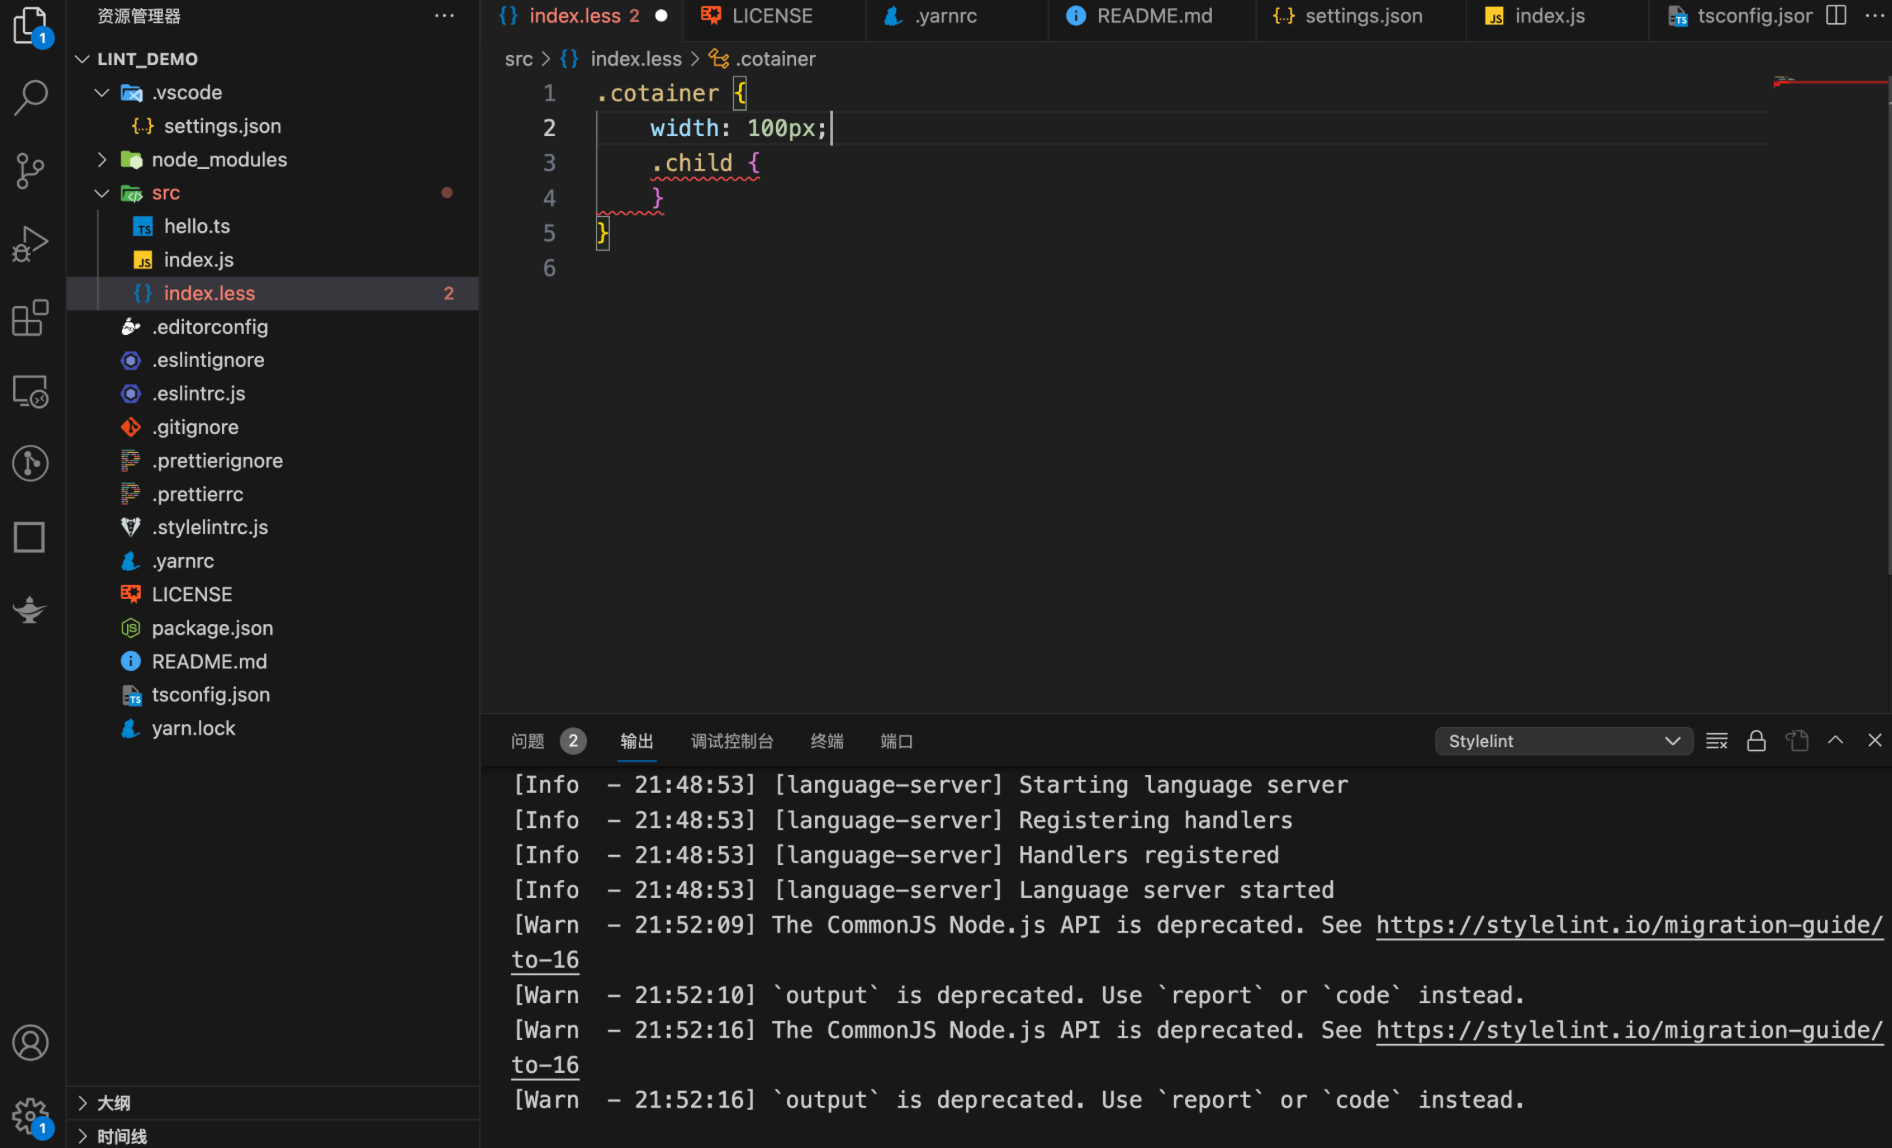 资源管理器
LINT_DEMO
.vscode
settings.json
node_modules
src
hello.ts
index.js
index.less 2
.editorconfig
.eslintignore
.eslintrc.js
.gitignore
.prettierignore
.prettierrc
.stylelintrc.js
.yarnrc
LICENSE
package.json
README.md
tsconfig.json
yarn.lock
大纲
时间线
1
1
index.less 2 LICENSE .yarnrc README.md settings.json index.js tsconfig.json
src > index.less > .cotainer
1 .cotainer {
2 width: 100px;
3 .child {
4 }
5 }
6
问题 2 输出 调试控制台 终端 端口 Stylelint
[Info  - 21:48:53] [language-server] Starting language server
[Info  - 21:48:53] [language-server] Registering handlers
[Info  - 21:48:53] [language-server] Handlers registered
[Info  - 21:48:53] [language-server] Language server started
[Warn  - 21:52:09] The CommonJS Node.js API is deprecated. See https://stylelint.io/migration-guide/
to-16
[Warn  - 21:52:10] `output` is deprecated. Use `report` or `code` instead.
[Warn  - 21:52:16] The CommonJS Node.js API is deprecated. See https://stylelint.io/migration-guide/
to-16
[Warn  - 21:52:16] `output` is deprecated. Use `report` or `code` instead.